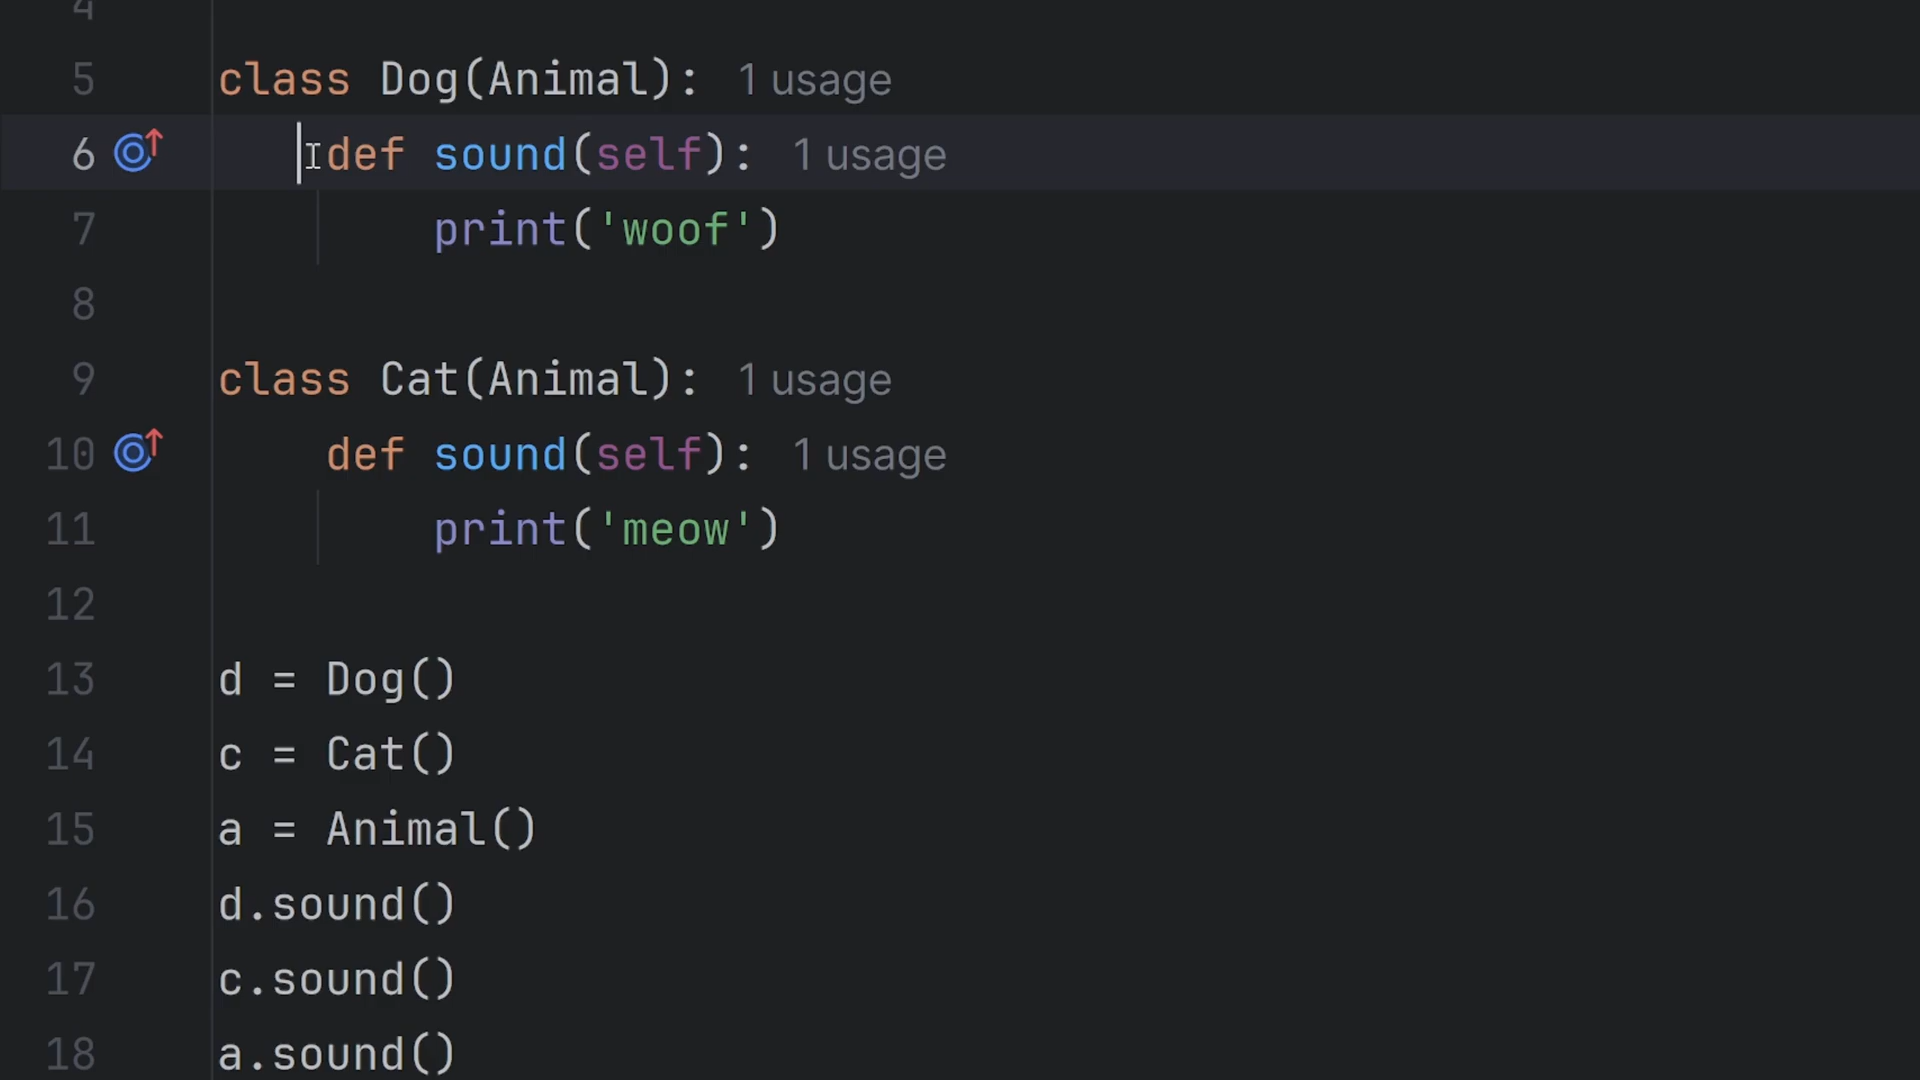 4
5 class Dog(Animal): 1 usage
6 def sound(self): 1 usage
7 print('woof')
8
9 class Cat(Animal): 1 usage
10 def sound(self): 1 usage
11 print('meow')
12
13 d = Dog()
14 c = Cat()
15 a = Animal()
16 d.sound()
17 c.sound()
18 a.sound()